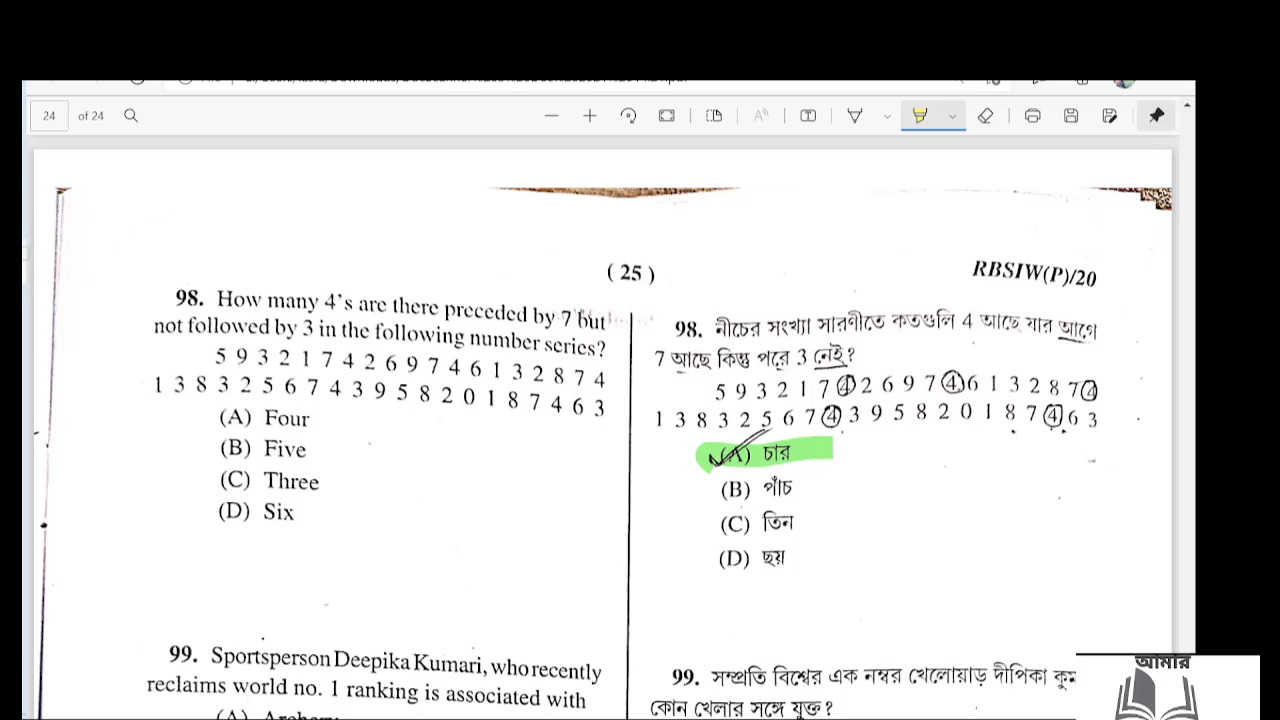 24 of 24
( 25 )
RBSIW(P)/20
98. How many 4's are there preceded by 7 but
not followed by 3 in the following number series?
5 9 3 2 1 7 4 2 6 9 7 4 6 1 3 2 8 7 4
1 3 8 3 2 5 6 7 4 3 9 5 8 2 0 1 8 7 4 6 3
(A) Four
(B) Five
(C) Three
(D) Six
99. Sportsperson Deepika Kumari, who recently
reclaims world no. 1 ranking is associated with
(A) Archery
98. নীচের সংখ্যা সারণীতে কতগুলি 4 আছে যার আগে
7 আছে কিন্তু পরে 3 নেই?
5 9 3 2 1 7 4 2 6 9 7 4 6 1 3 2 8 7 4
1 3 8 3 2 5 6 7 4 3 9 5 8 2 0 1 8 7 4 6 3
(A) চার
(B) পাঁচ
(C) তিন
(D) ছয়
99. সম্প্রতি বিশ্বের এক নম্বর খেলোয়াড় দীপিকা
কোন খেলার সঙ্গে যুক্ত?
আমার